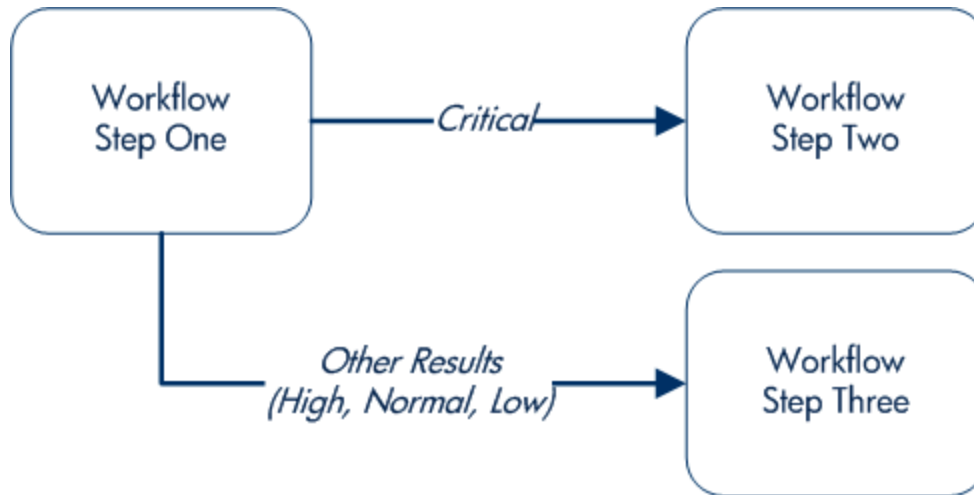 Workflow
Step One
Critical
Workflow
Step Two
Other Results
(High, Normal, Low)
Workflow
Step Three